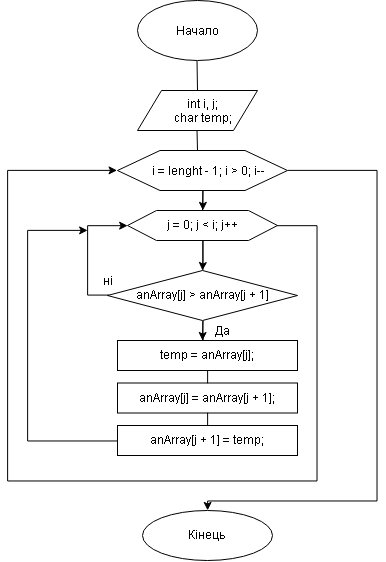 Начало
int i, j;
char temp;
i = lenght - 1; i > 0; i--
j = 0; j < i; j++
ні
anArray[j] > anArray[j + 1]
Да
temp = anArray[j];
anArray[j] = anArray[j + 1];
anArray[j + 1] = temp;
Кінець